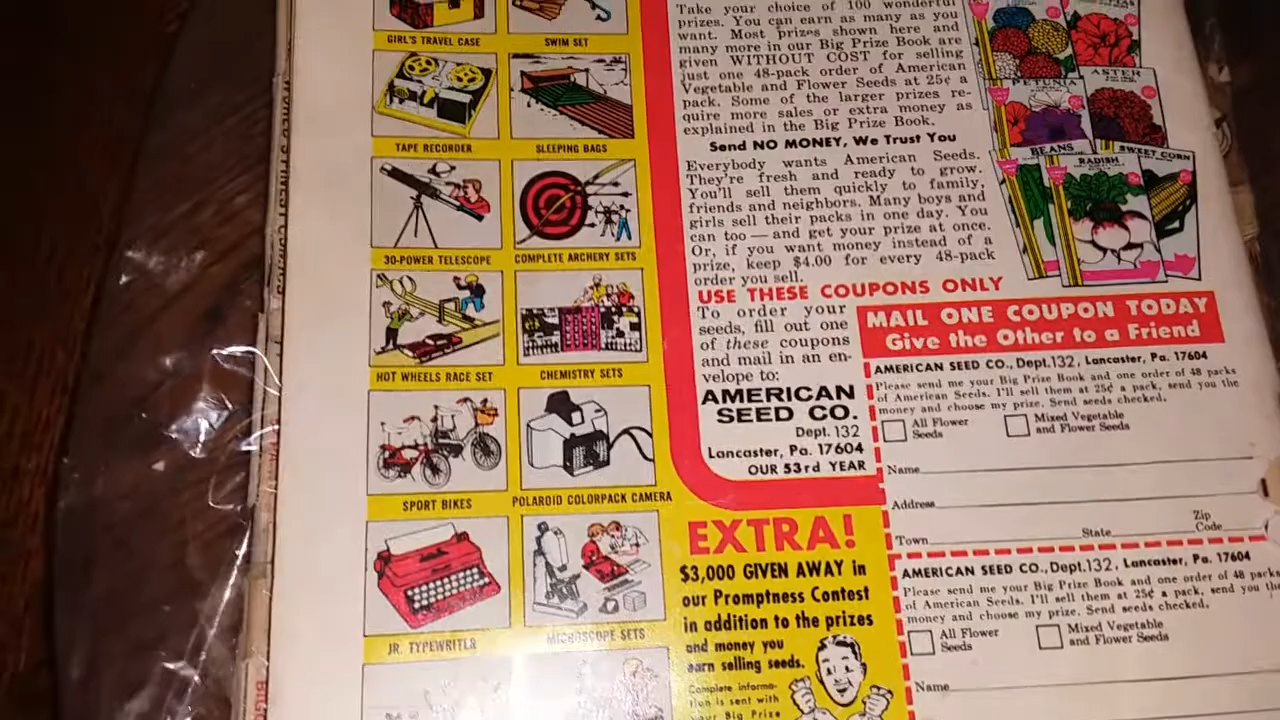 GIRL'S TRAVEL CASE
SWIM SET
TAPE RECORDER
SLEEPING BAGS
30-POWER TELESCOPE
COMPLETE ARCHERY SETS
HOT WHEELS RACE SET
CHEMISTRY SETS
SPORT BIKES
POLAROID COLORPACK CAMERA
JR. TYPEWRITER
MICROSCOPE SETS
Take your choice of 100 wonderful
prizes. You can earn as many as you
want. Most prizes shown here and
many more in our Big Prize Book are
given WITHOUT COST for selling
just one 48-pack order of American
Vegetable and Flower Seeds at 25¢ a
pack. Some of the larger prizes re-
quire more sales or extra money as
explained in the Big Prize Book.
Send NO MONEY, We Trust You
Everybody wants American Seeds.
They're fresh and ready to grow.
You'll sell them quickly to family,
friends and neighbors. Many boys and
girls sell their packs in one day. You
can too — and get your prize at once.
Or, if you want money instead of a
prize, keep $4.00 for every 48-pack
order you sell.
USE THESE COUPONS ONLY
To order your
seeds, fill out one
of these coupons
and mail in an en-
velope to:
AMERICAN
SEED CO.
Dept. 132
Lancaster, Pa. 17604
OUR 53rd YEAR
PETUNIA
ASTER
BEANS
RADISH
SWEET CORN
MAIL ONE COUPON TODAY
Give the Other to a Friend
AMERICAN SEED CO., Dept. 132, Lancaster, Pa. 17604
Please send me your Big Prize Book and one order of 48 packs
of American Seeds. I'll sell them at 25¢ a pack, send you the
money and choose my prize. Send seeds checked.
All Flower
Seeds
Mixed Vegetable
and Flower Seeds
Name
Address
Town State Zip
Code
AMERICAN SEED CO., Dept. 132, Lancaster, Pa. 17604
Please send me your Big Prize Book and one order of 48 packs
of American Seeds. I'll sell them at 25¢ a pack, send you the
money and choose my prize. Send seeds checked.
All Flower
Seeds
Mixed Vegetable
and Flower Seeds
Name
EXTRA!
$3,000 GIVEN AWAY in
our Promptness Contest
in addition to the prizes
and money you
earn selling seeds.
Complete informa-
tion is sent with
your Big Prize